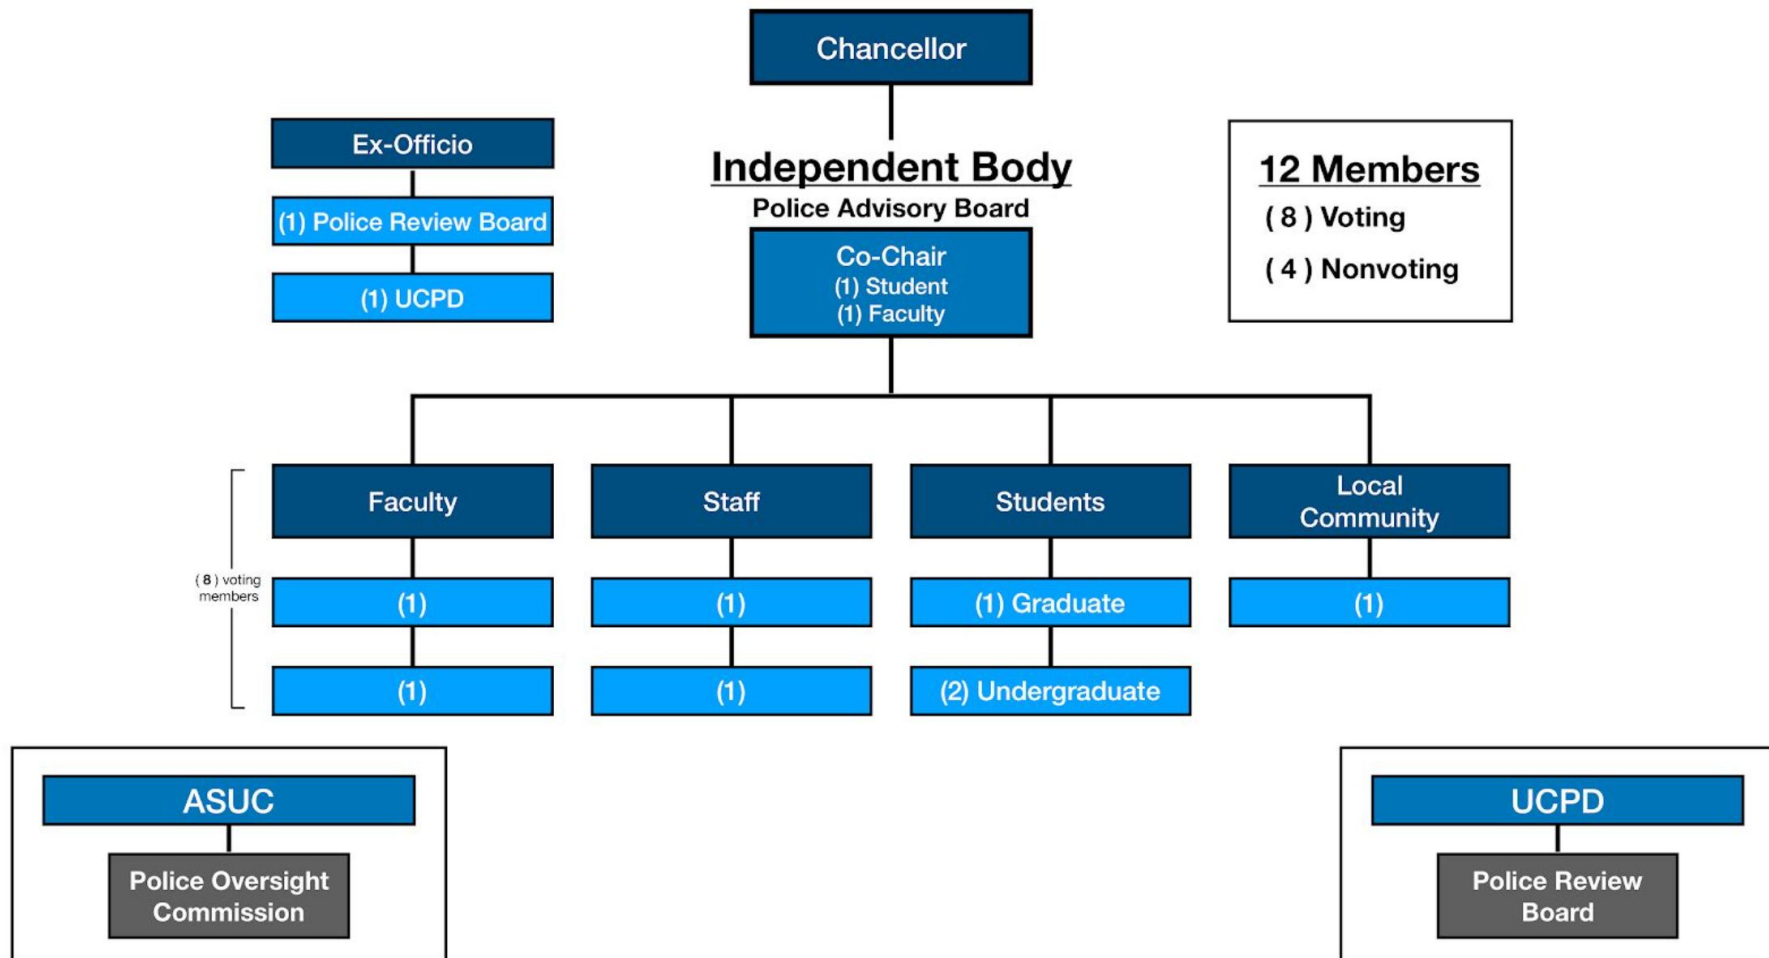 Chancellor
Ex-Officio
(1) Police Review Board
(1) UCPD
Independent Body
Police Advisory Board
Co-Chair
(1) Student
(1) Faculty
12 Members
( 8 ) Voting
( 4 ) Nonvoting
( 8 ) voting
members
Faculty
(1)
(1)
Staff
(1)
(1)
Students
(1) Graduate
(2) Undergraduate
Local
Community
(1)
ASUC
Police Oversight
Commission
UCPD
Police Review
Board